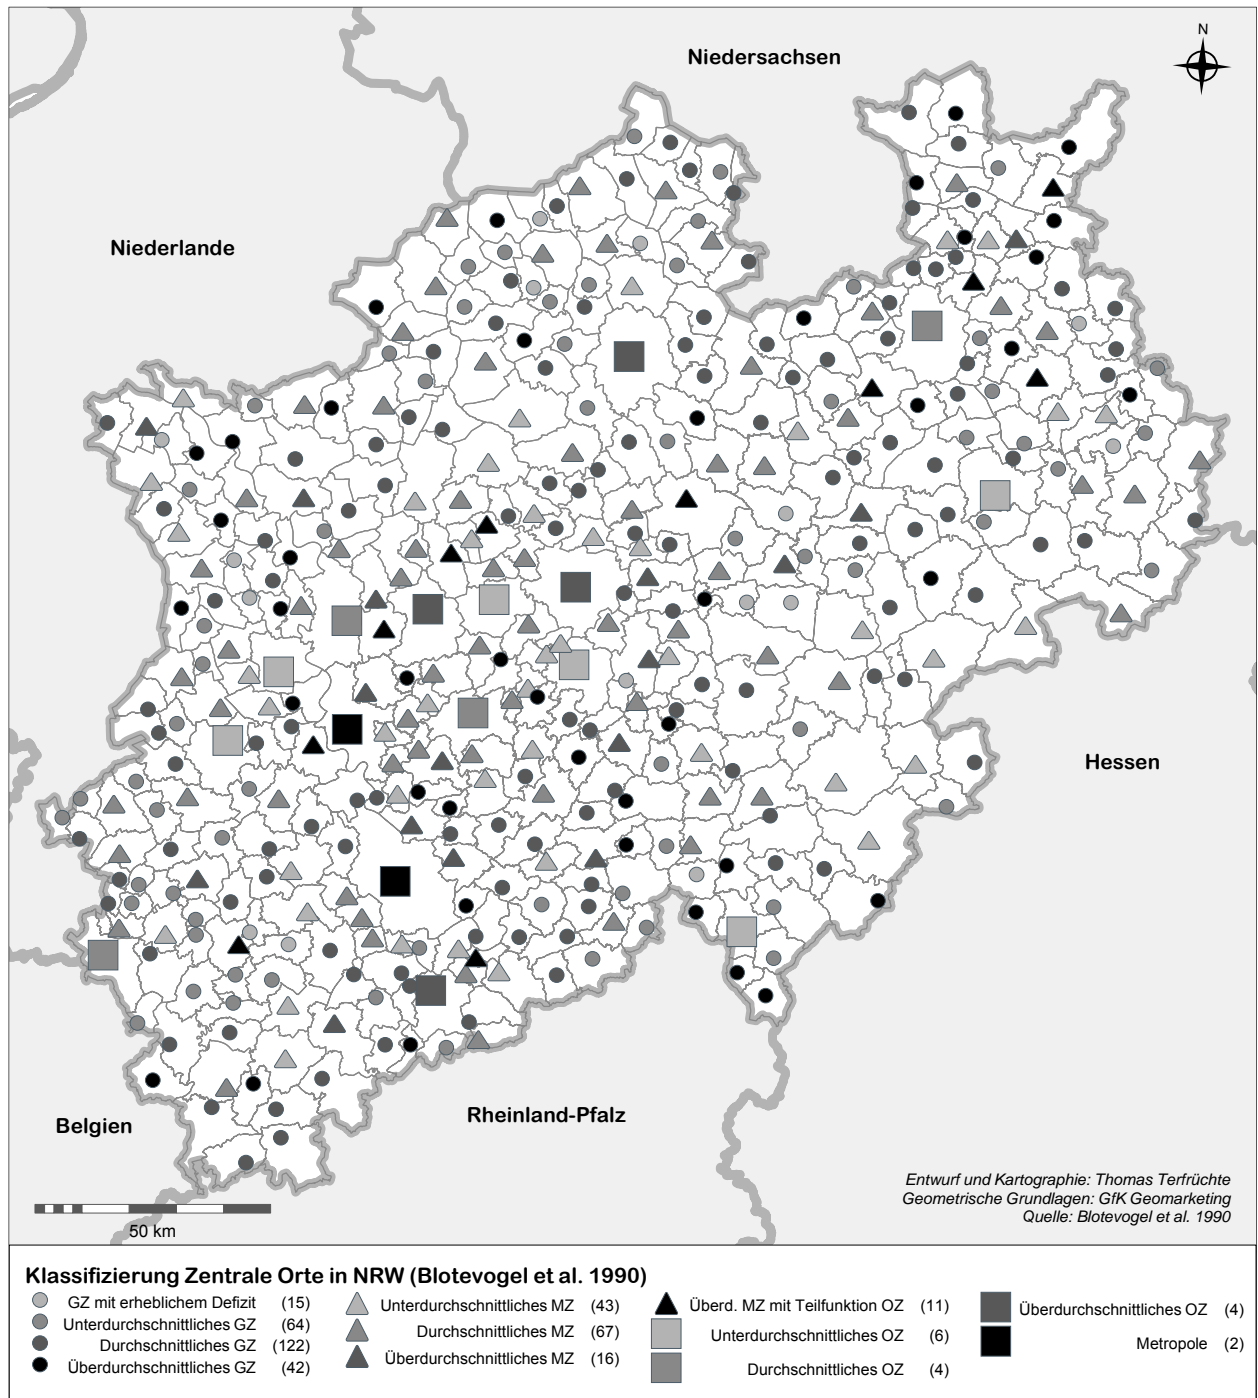 N
Niedersachsen
Niederlande
Hessen
Belgien
Rheinland-Pfalz
Entwurf und Kartographie: Thomas Terfrüchte
Geometrische Grundlagen: GfK Geomarketing
Quelle: Blotevogel et al. 1990
50 km
Klassifizierung Zentrale Orte in NRW (Blotevogel et al. 1990)
GZ mit erheblichem Defizit (15)
Unterdurchschnittliches GZ (64)
Durchschnittliches GZ (122)
Überdurchschnittliches GZ (42)
Unterdurchschnittliches MZ (43)
Durchschnittliches MZ (67)
Überdurchschnittliches MZ (16)
Überd. MZ mit Teilfunktion OZ (11)
Unterdurchschnittliches OZ (6)
Durchschnittliches OZ (4)
Überdurchschnittliches OZ (4)
Metropole (2)